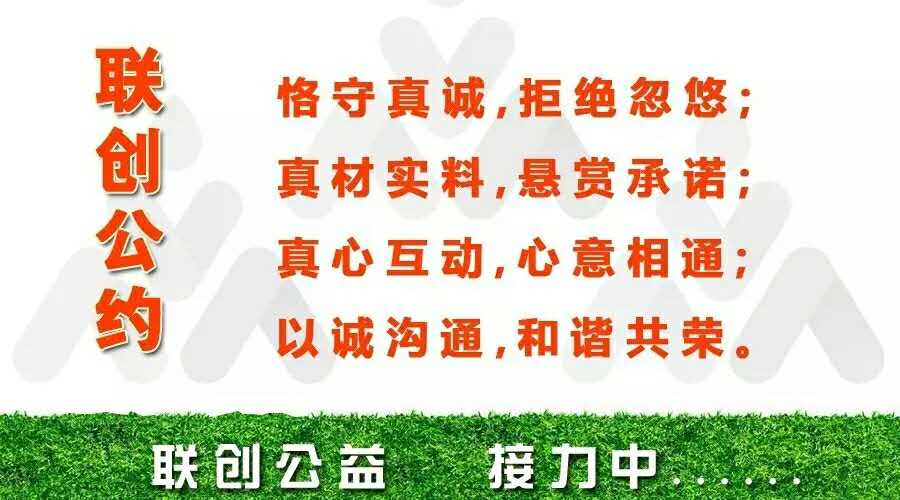 联创公约
恪守真诚,拒绝忽悠;
真材实料,悬赏承诺;
真心互动,心意相通;
以诚沟通,和谐共荣。
联创公益 接力中......